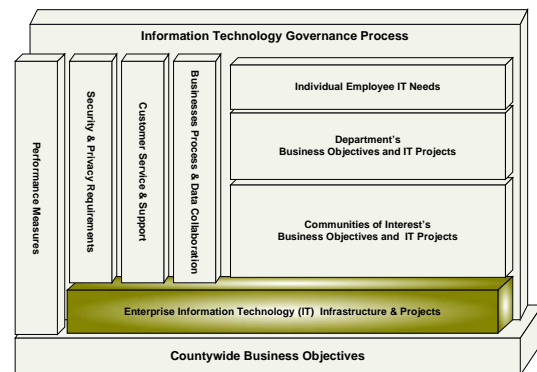 Information Technology Governance Process
Performance Measures
Security & Privacy Requirements
Customer Service & Support
Businesses Process & Data Collaboration
Individual Employee IT Needs
Department's
Business Objectives and IT Projects
Communities of Interest's
Business Objectives and IT Projects
Enterprise Information Technology (IT) Infrastructure & Projects
Countywide Business Objectives